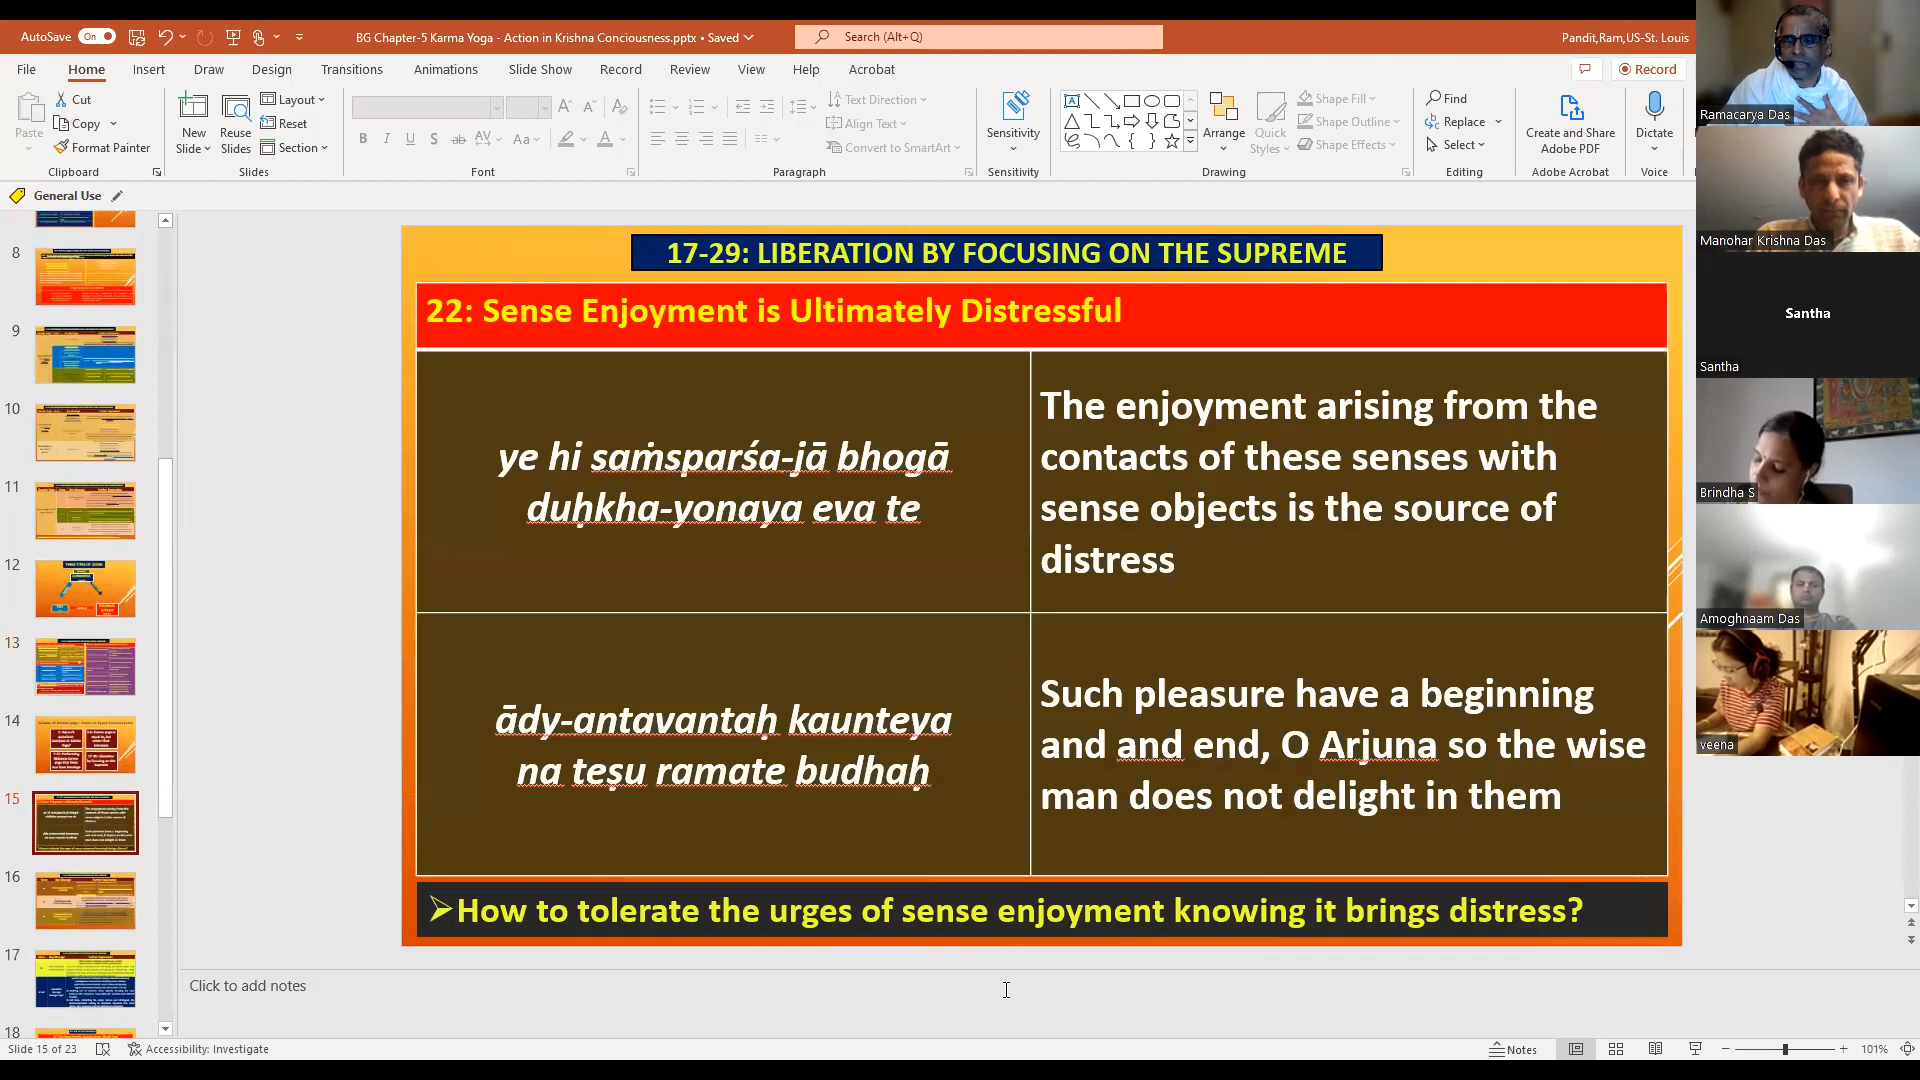 AutoSave On
BG Chapter-5 Karma Yoga - Action in Krishna Conciousness.pptx • Saved
Search (Alt+Q)
Pandit,Ram,US-St. Louis
File Home Insert Draw Design Transitions Animations Slide Show Record Review View Help Acrobat
Record
Paste
Cut
Copy
Format Painter
Clipboard
New Slide
Reuse Slides
Layout
Reset
Section
Slides
Font
Text Direction
Align Text
Convert to SmartArt
Paragraph
Sensitivity
Sensitivity
Arrange
Quick Styles
Shape Fill
Shape Outline
Shape Effects
Drawing
Find
Replace
Select
Editing
Create and Share Adobe PDF
Adobe Acrobat
Dictate
Voice
General Use
8
9
10
11
12
13
14
15
16
17
18
17-29: LIBERATION BY FOCUSING ON THE SUPREME
22: Sense Enjoyment is Ultimately Distressful
ye hi saṁsparśa-jā bhogā
duḥkha-yonaya eva te
The enjoyment arising from the
contacts of these senses with
sense objects is the source of
distress
ādy-antavantaḥ kaunteya
na teṣu ramate budhaḥ
Such pleasure have a beginning
and and end, O Arjuna so the wise
man does not delight in them
How to tolerate the urges of sense enjoyment knowing it brings distress?
Click to add notes
Slide 15 of 23
Accessibility: Investigate
Notes
101%
Ramacarya Das
Manohar Krishna Das
Santha
Santha
Brindha S
Amoghnaam Das
veena